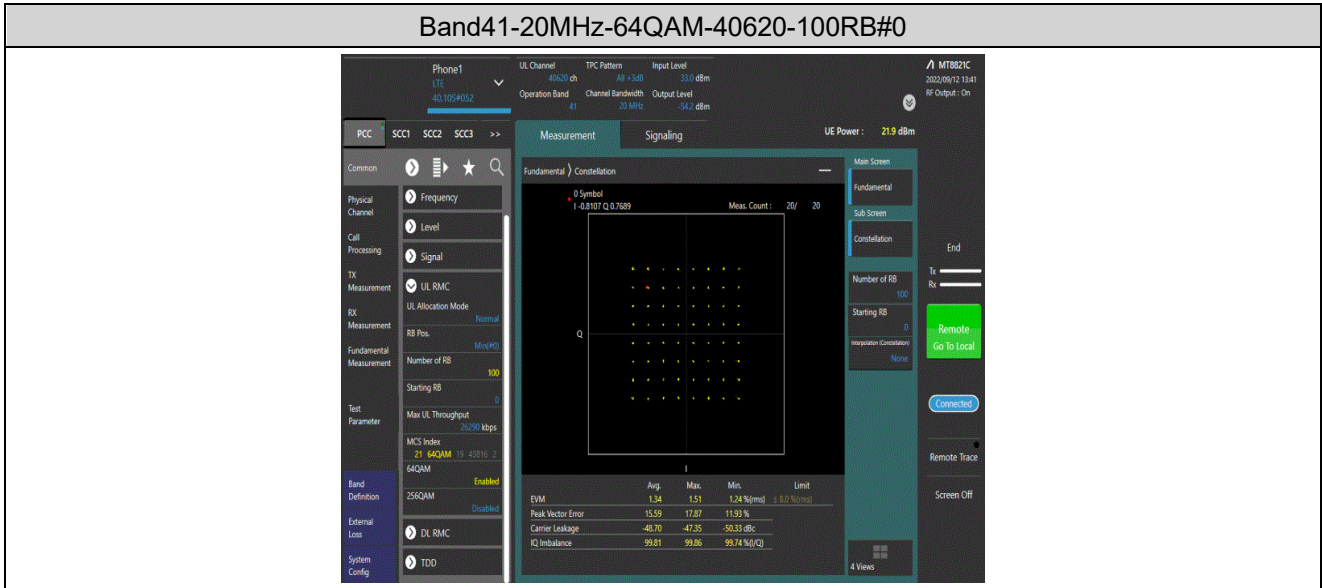 Band41-20MHz-64QAM-40620-100RB#0
Phone1
LTE
40.10S#052
UL Channel TPC Pattern Input Level
40620 ch All +3dB 33.0 dBm
Operation Band Channel Bandwidth Output Level
41 20 MHz -54.2 dBm
MT8821C
2022/09/12 13:41
RF Output : On
PCC SCC1 SCC2 SCC3 >>
Measurement Signaling
UE Power : 21.9 dBm
Common
Physical
Channel
Call
Processing
TX
Measurement
RX
Measurement
Fundamental
Measurement
Test
Parameter
Band
Definition
External
Loss
System
Config
Frequency
Level
Signal
UL RMC
UL Allocation Mode
Normal
RB Pos.
Min(#0)
Number of RB
100
Starting RB
0
Max UL Throughput
26290 kbps
MCS Index
21 64QAM 19 40816 2
64QAM
Enabled
256QAM
Disabled
DL RMC
TDD
Fundamental 〉 Constellation
0 Symbol
I -0.8107 Q 0.7689 Meas. Count : 20/ 20
Q
I
Avg. Max. Min. Limit
EVM 1.34 1.51 1.24 %(rms) ≤ 8.0 %(rms)
Peak Vector Error 15.59 17.87 11.93 %
Carrier Leakage -48.70 -47.35 -50.33 dBc
IQ Imbalance 99.81 99.86 99.74 %(I/Q)
Main Screen
Fundamental
Sub Screen
Constellation
Number of RB
100
Starting RB
0
Interpolation (Constellation)
None
4 Views
End
Tx
Rx
Remote
Go To Local
Connected
Remote Trace
Screen Off